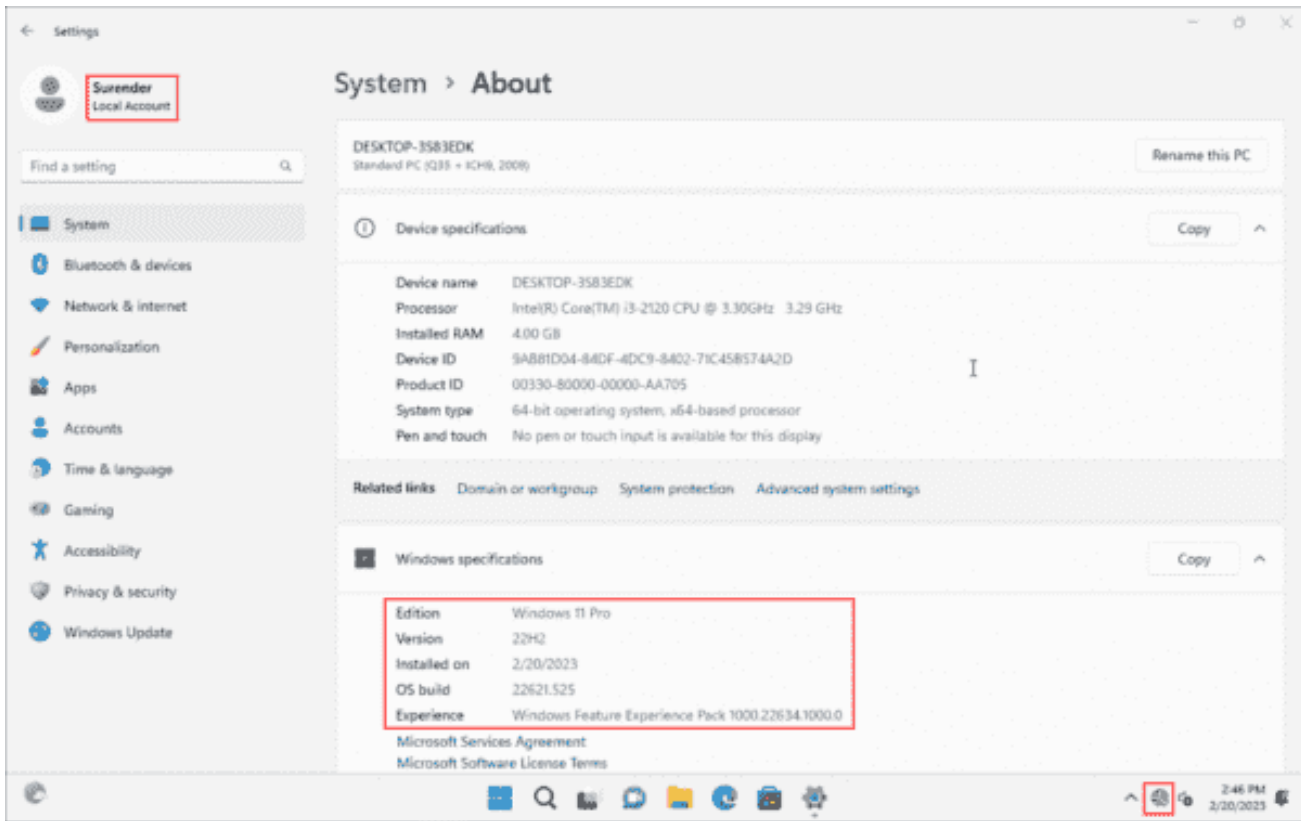 Settings
Surender
Local Account
Find a setting
System
Bluetooth & devices
Network & internet
Personalization
Apps
Accounts
Time & language
Gaming
Accessibility
Privacy & security
Windows Update
System > About
DESKTOP-3S83EDK
Standard PC (Q35 + ICH9, 2009)
Rename this PC
Device specifications
Copy
Device name DESKTOP-3S83EDK
Processor Intel(R) Core(TM) i3-2120 CPU @ 3.30GHz 3.29 GHz
Installed RAM 4.00 GB
Device ID
Product ID 00330-80000-00000-AA705
System type 64-bit operating system, x64-based processor
Pen and touch No pen or touch input is available for this display
Related links Domain or workgroup System protection Advanced system settings
Windows specifications
Copy
Edition Windows 11 Pro
Version 22H2
Installed on 2/20/2023
OS build 22621.525
Experience Windows Feature Experience Pack 1000.22634.1000.0
Microsoft Services Agreement
Microsoft Software License Terms
2:46 PM
2/20/2023